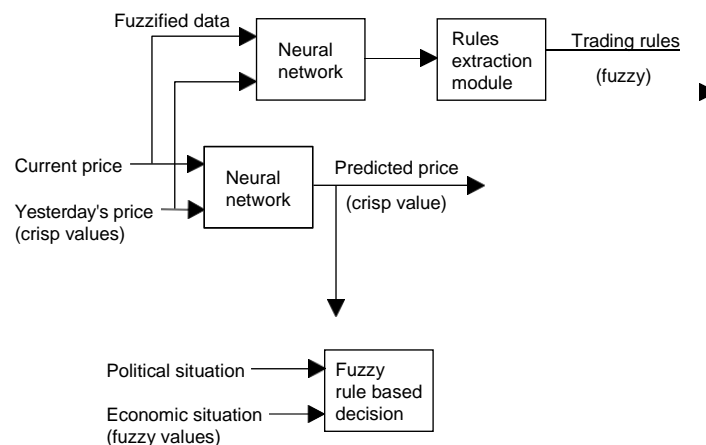 Fuzzified data
Neural
network
Rules
extraction
module
Trading rules
(fuzzy)
Current price
Yesterday's price
(crisp values)
Neural
network
Predicted price
(crisp value)
Political situation
Economic situation
(fuzzy values)
Fuzzy
rule based
decision